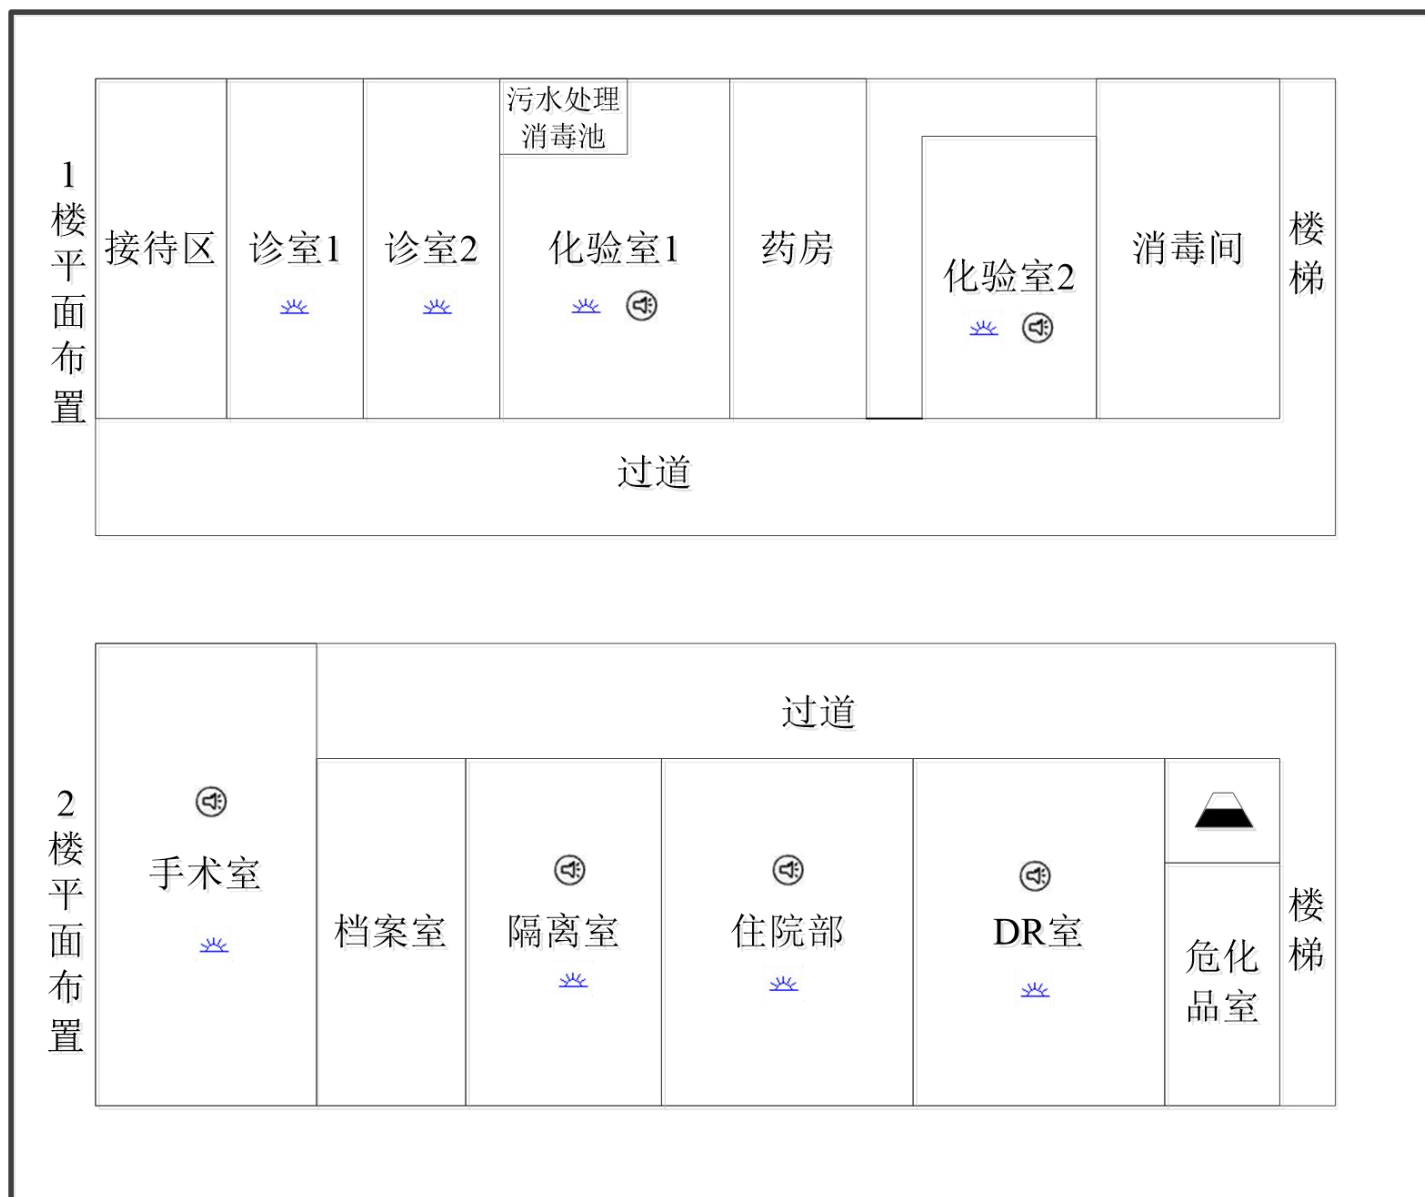 1楼平面布置
接待区
诊室1
诊室2
污水处理
消毒池
化验室1
药房
化验室2
消毒间
楼梯
过道
2楼平面布置
过道
手术室
档案室
隔离室
住院部
DR室
危化
品室
楼梯